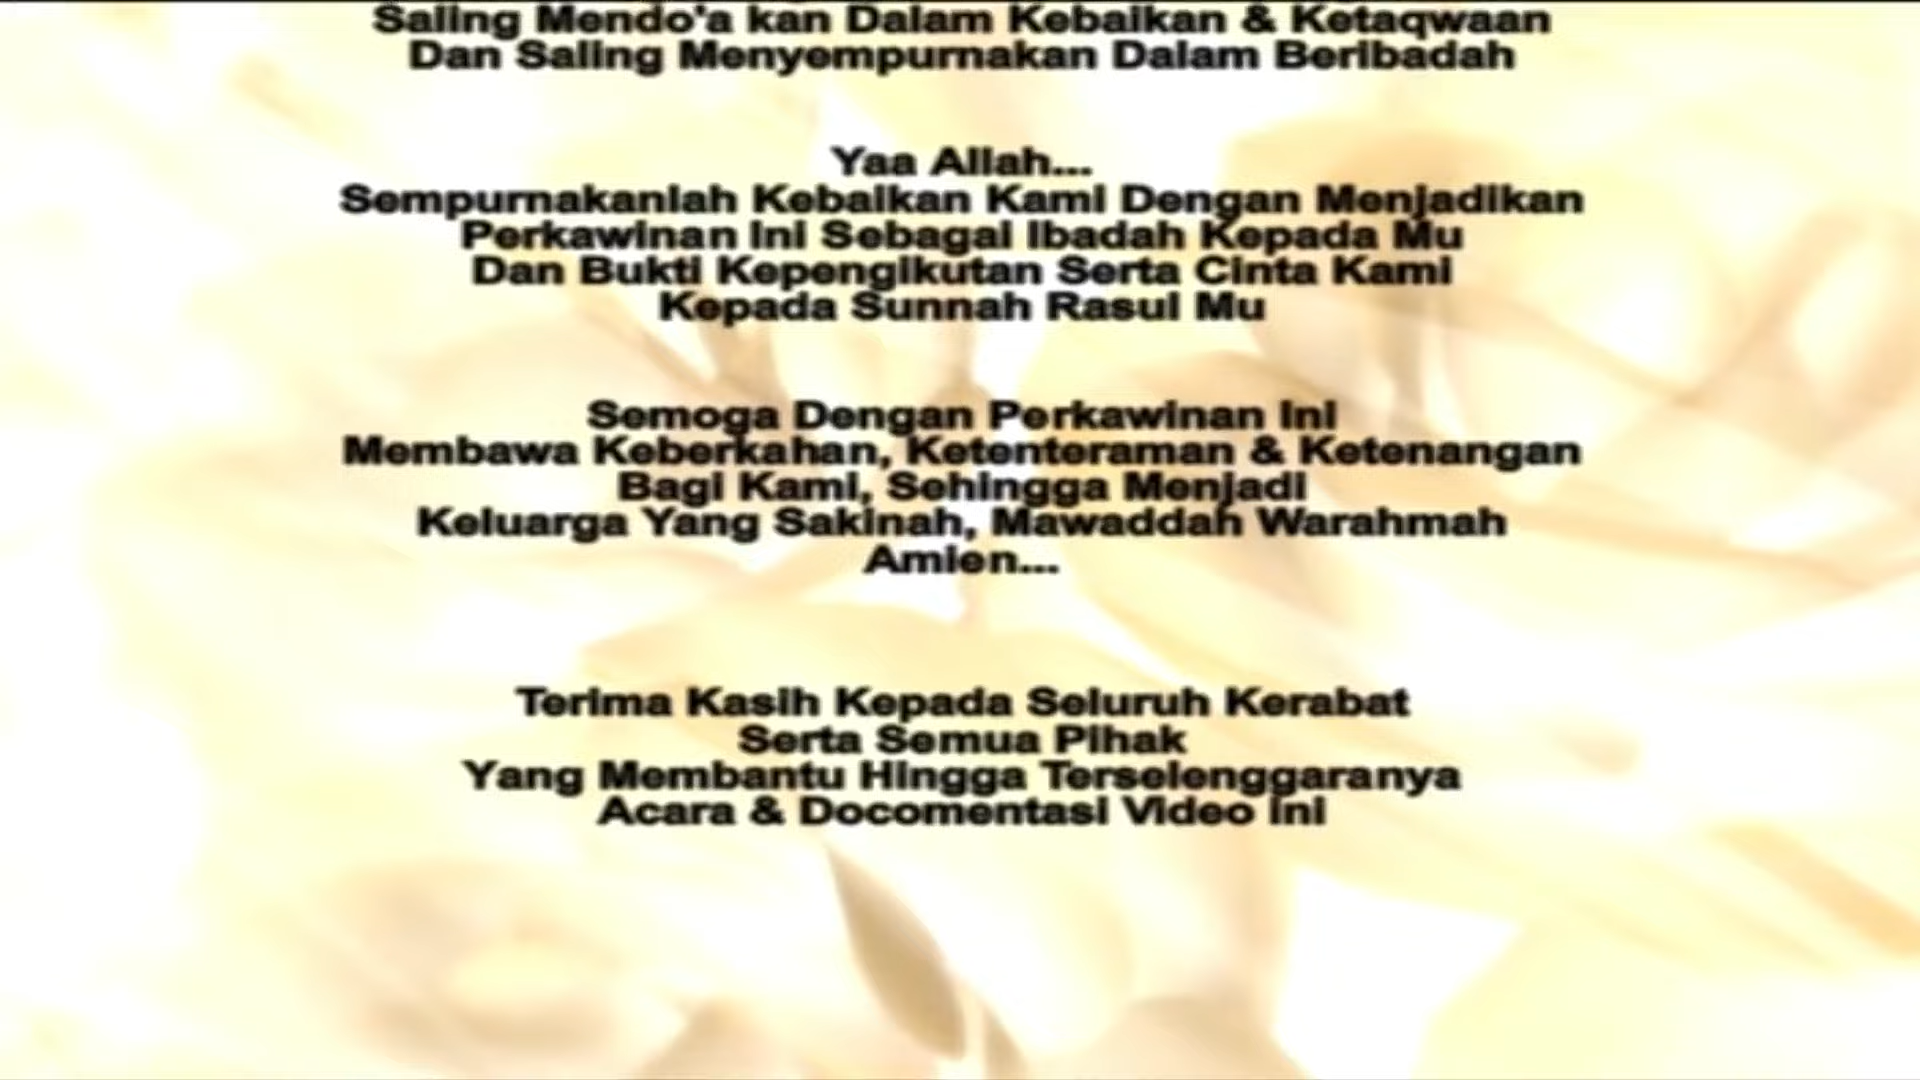 Saling Mendo'a kan Dalam Kebaikan & Ketaqwaan
Dan Saling Menyempurnakan Dalam Beribadah
Yaa Allah...
Sempurnakanlah Kebaikan Kami Dengan Menjadikan
Perkawinan Ini Sebagai Ibadah Kepada Mu
Dan Bukti Kepengikutan Serta Cinta Kami
Kepada Sunnah Rasul Mu
Semoga Dengan Perkawinan Ini
Membawa Keberkahan, Ketenteraman & Ketenangan
Bagi Kami, Sehingga Menjadi
Keluarga Yang Sakinah, Mawaddah Warahmah
Amien...
Terima Kasih Kepada Seluruh Kerabat
Serta Semua Pihak
Yang Membantu Hingga Terselenggaranya
Acara & Docomentasi Video Ini